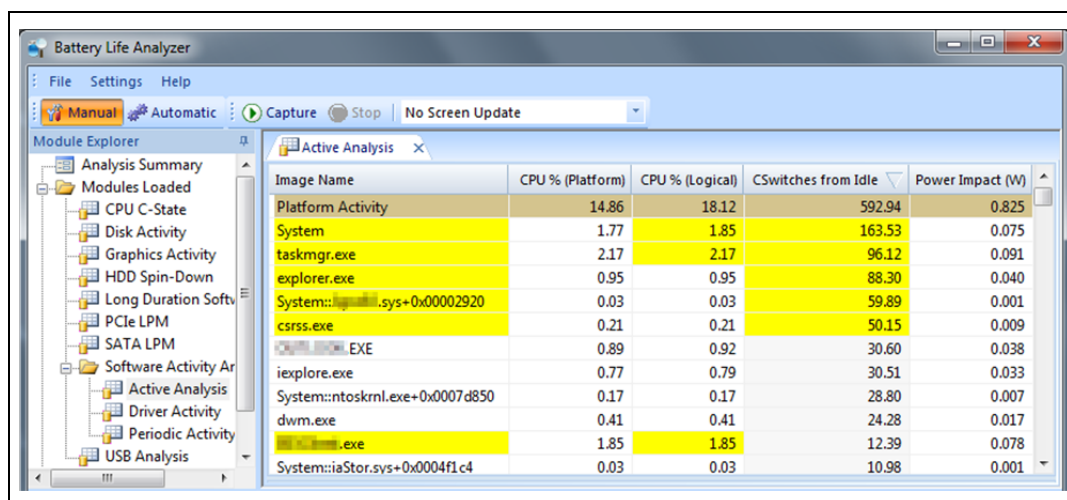 Battery Life Analyzer
File Settings Help
Manual Automatic Capture Stop No Screen Update
Module Explorer
Analysis Summary
Modules Loaded
CPU C-State
Disk Activity
Graphics Activity
HDD Spin-Down
Long Duration Softv
PCIe LPM
SATA LPM
Software Activity Ar
Active Analysis
Driver Activity
Periodic Activity
USB Analysis
Active Analysis
Image Name CPU % (Platform) CPU % (Logical) CSwitches from Idle Power Impact (W)
Platform Activity 14.86 18.12 592.94 0.825
System 1.77 1.85 163.53 0.075
taskmgr.exe 2.17 2.17 96.12 0.091
explorer.exe 0.95 0.95 88.30 0.040
System:: .sys+0x00002920 0.03 0.03 59.89 0.001
csrss.exe 0.21 0.21 50.15 0.009
.EXE 0.89 0.92 30.60 0.038
iexplore.exe 0.77 0.79 30.51 0.033
System::ntoskrnl.exe+0x0007d850 0.17 0.17 28.80 0.007
dwm.exe 0.41 0.41 24.28 0.017
.exe 1.85 1.85 12.39 0.078
System::iaStor.sys+0x0004f1c4 0.03 0.03 10.98 0.001